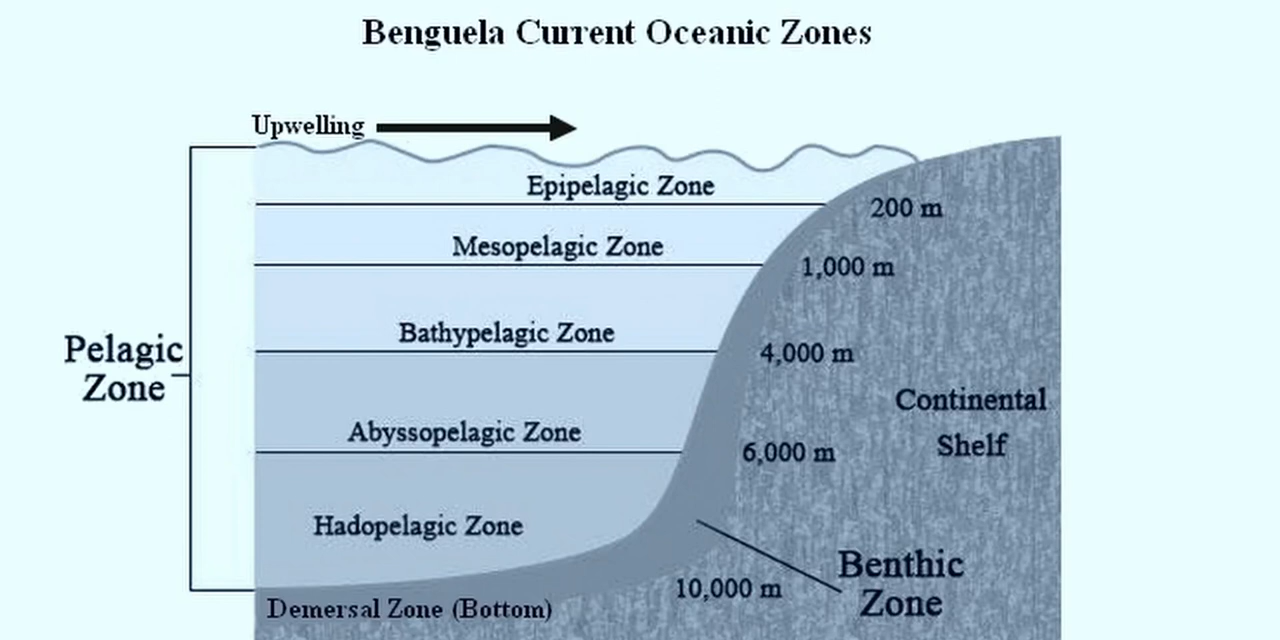 Benguela Current Oceanic Zones
Upwelling
Epipelagic Zone
200 m
Mesopelagic Zone
1,000 m
Bathypelagic Zone
4,000 m
Pelagic
Zone
Continental
Shelf
Abyssopelagic Zone
6,000 m
Hadopelagic Zone
Benthic
Zone
10,000 m
Demersal Zone (Bottom)